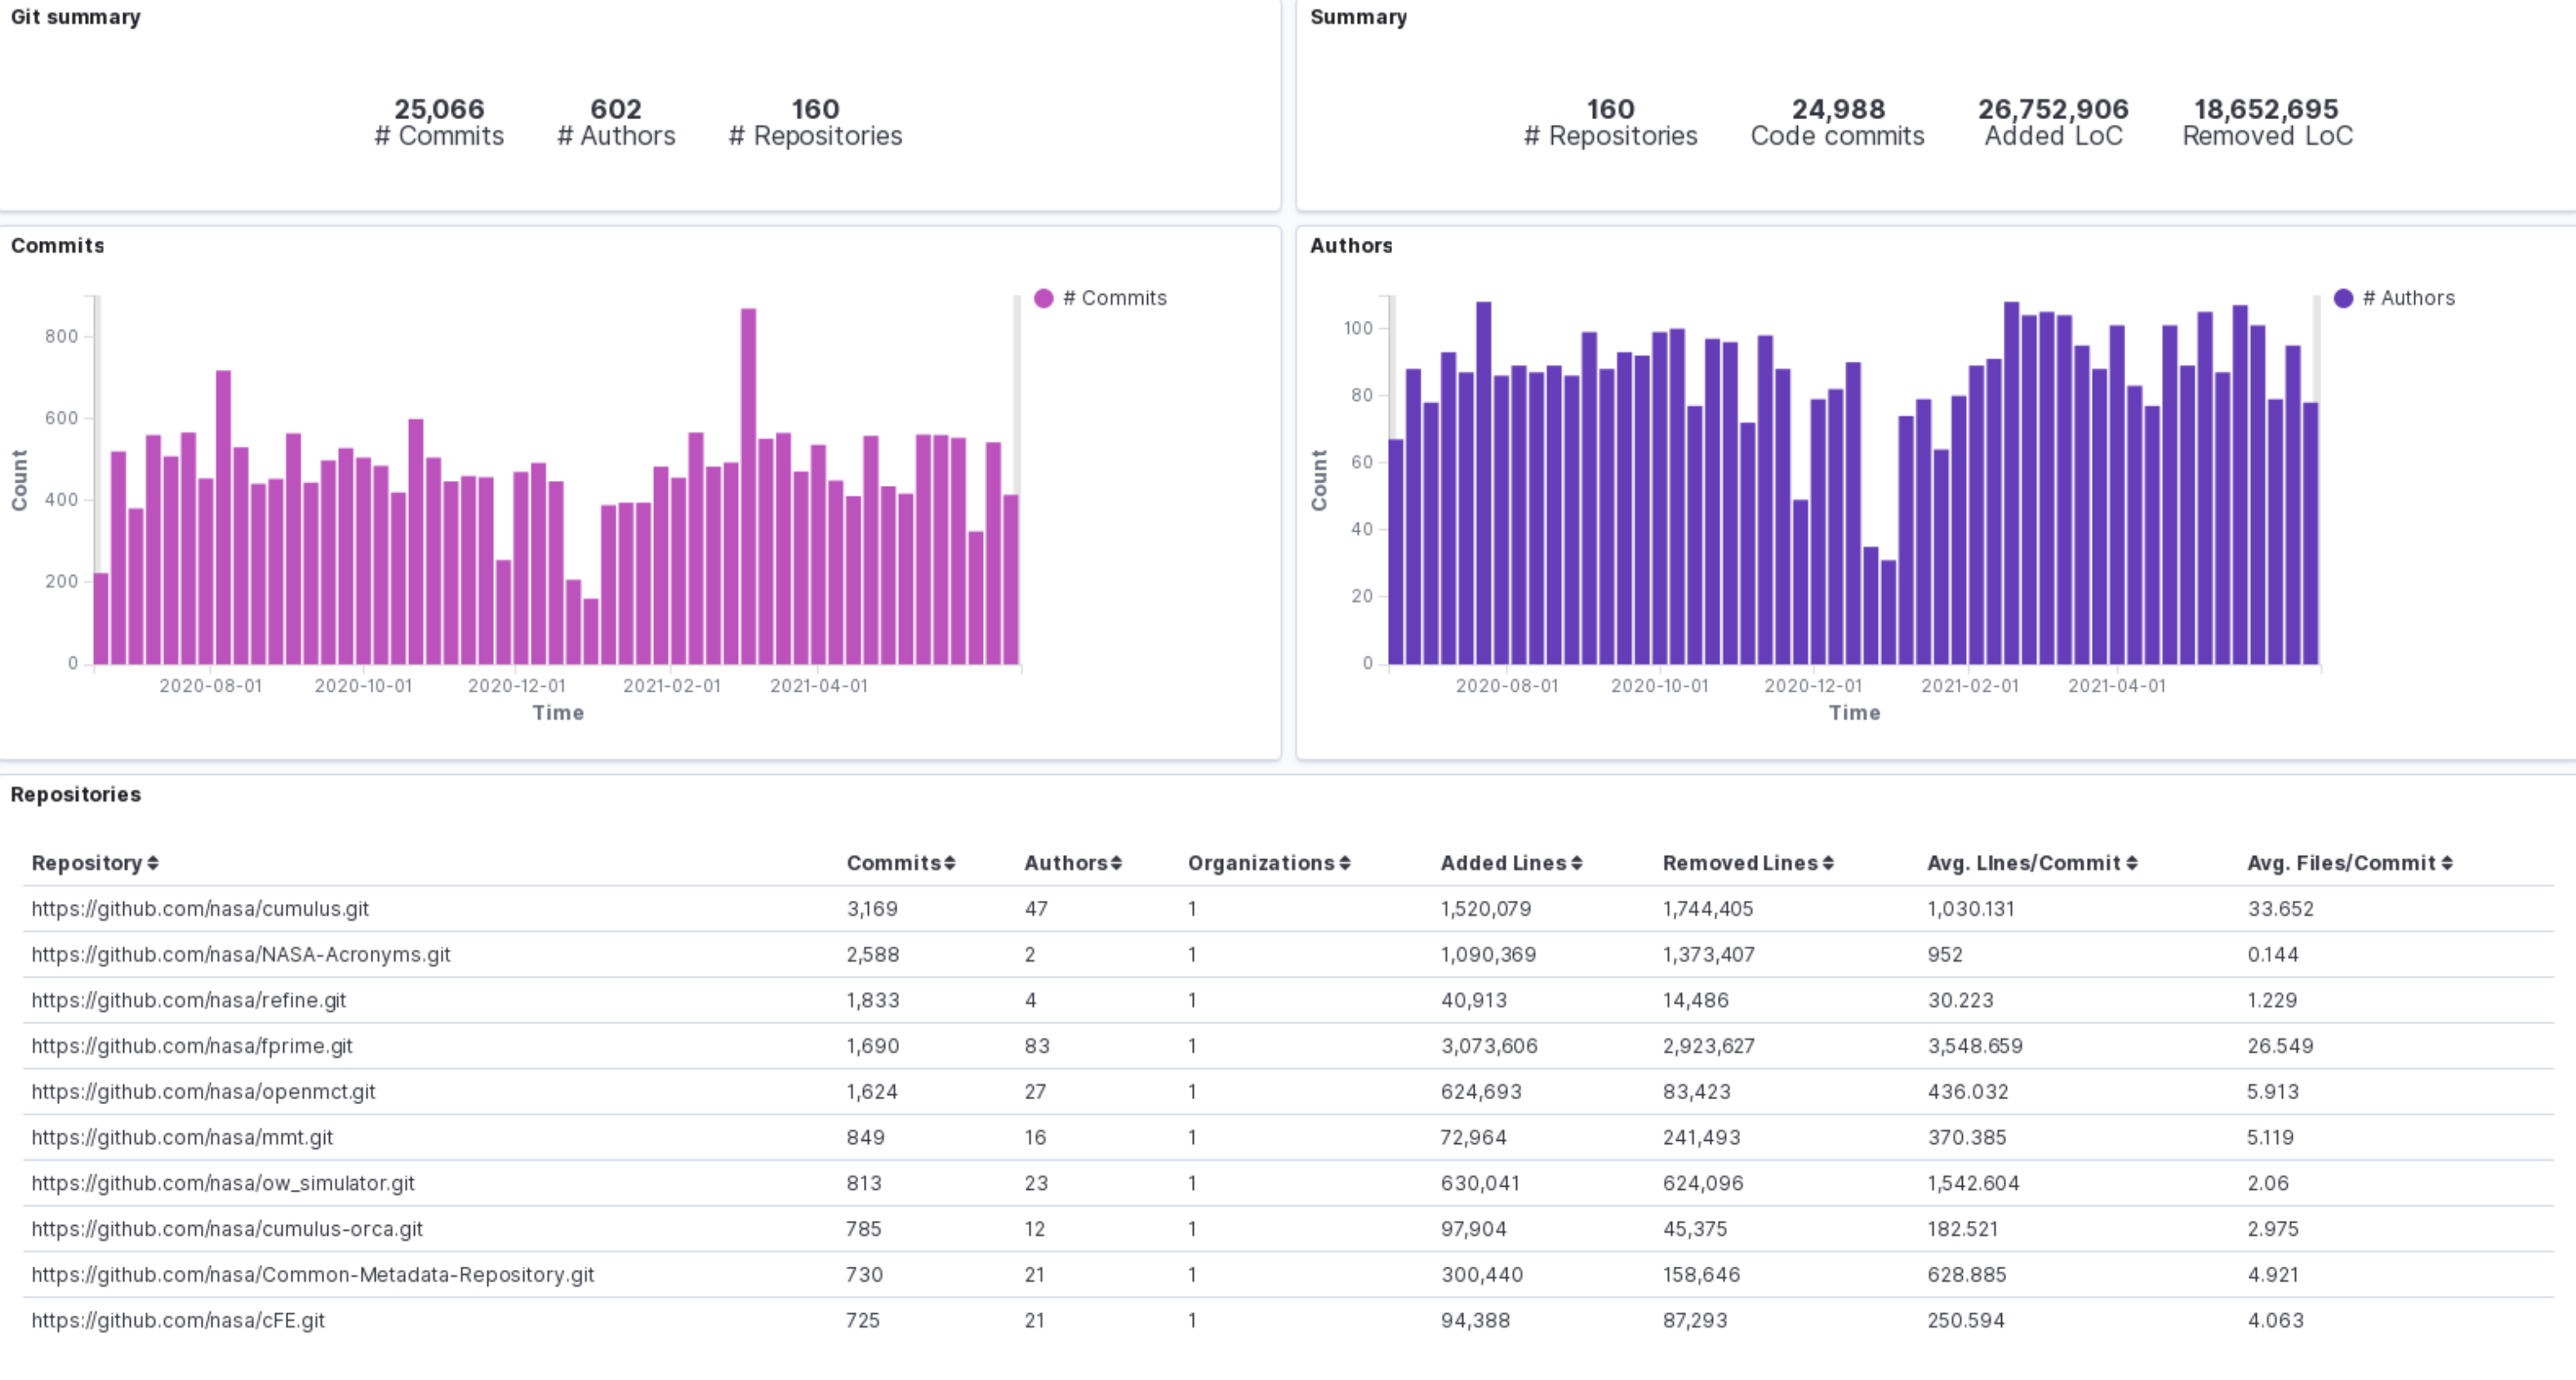 Git summary
25,066 602 160
# Commits # Authors # Repositories
Summary
160 24,988 26,752,906 18,652,695
# Repositories Code commits Added LoC Removed LoC
Commits
# Commits
800
600
400
200
0
Count
2020-08-01 2020-10-01 2020-12-01 2021-02-01 2021-04-01
Time
Authors
# Authors
100
80
60
40
20
0
Count
2020-08-01 2020-10-01 2020-12-01 2021-02-01 2021-04-01
Time
Repositories
Repository Commits Authors Organizations Added Lines Removed Lines Avg. LInes/Commit Avg. Files/Commit
https://github.com/nasa/cumulus.git 3,169 47 1 1,520,079 1,744,405 1,030.131 33.652
https://github.com/nasa/NASA-Acronyms.git 2,588 2 1 1,090,369 1,373,407 952 0.144
https://github.com/nasa/refine.git 1,833 4 1 40,913 14,486 30.223 1.229
https://github.com/nasa/fprime.git 1,690 83 1 3,073,606 2,923,627 3,548.659 26.549
https://github.com/nasa/openmct.git 1,624 27 1 624,693 83,423 436.032 5.913
https://github.com/nasa/mmt.git 849 16 1 72,964 241,493 370.385 5.119
https://github.com/nasa/ow_simulator.git 813 23 1 630,041 624,096 1,542.604 2.06
https://github.com/nasa/cumulus-orca.git 785 12 1 97,904 45,375 182.521 2.975
https://github.com/nasa/Common-Metadata-Repository.git 730 21 1 300,440 158,646 628.885 4.921
https://github.com/nasa/cFE.git 725 21 1 94,388 87,293 250.594 4.063